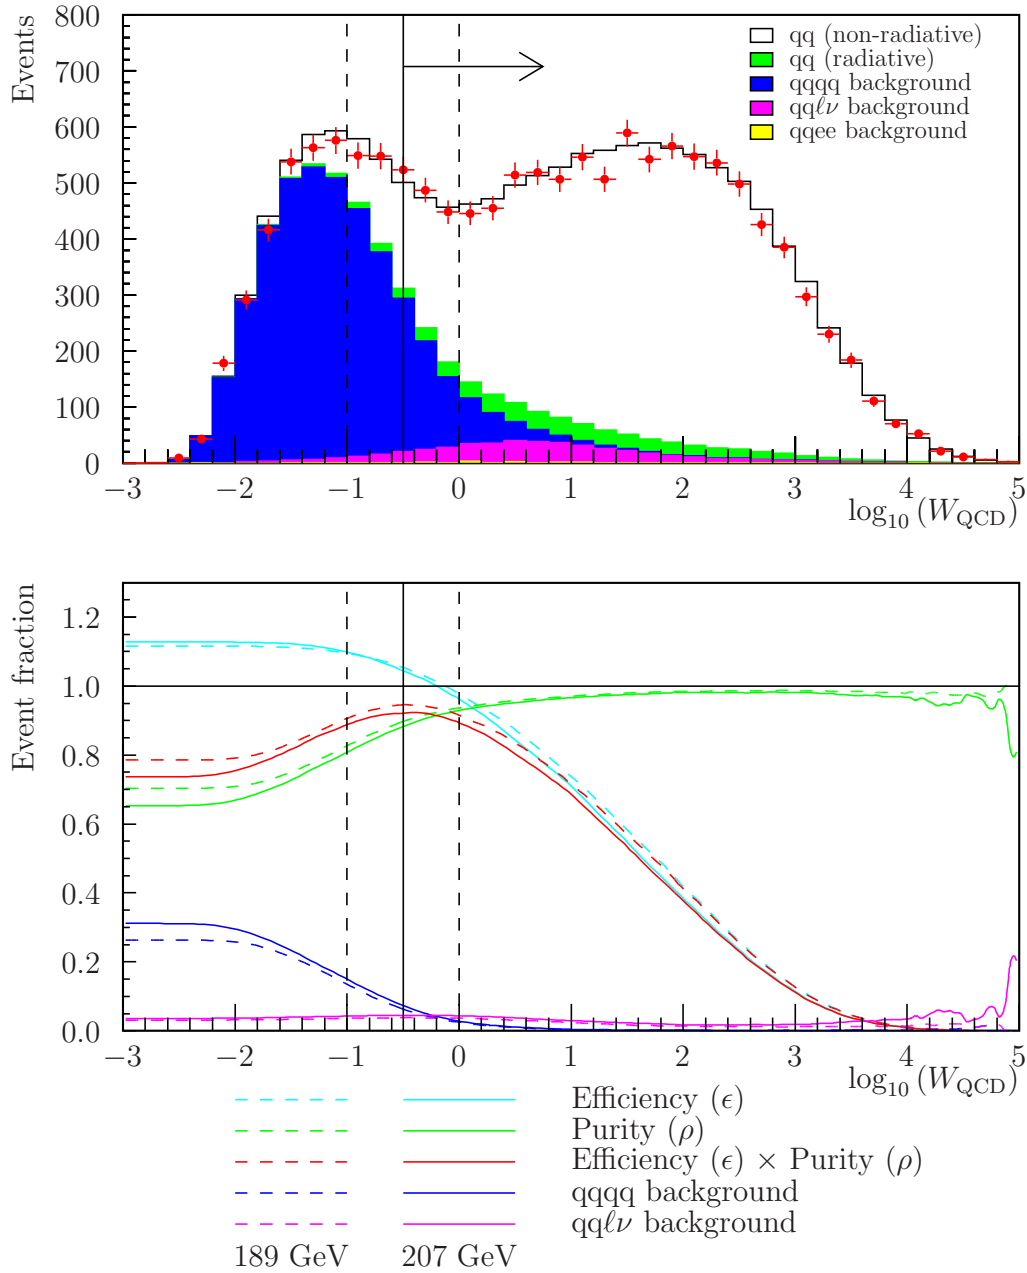 Events
800
700
600
500
400
300
200
100
0
qq (non-radiative)
qq (radiative)
qqqq background
qqℓν background
qqee background
−3 −2 −1 0 1 2 3 4 5
log₁₀ (W_QCD)
Event fraction
1.2
1.0
0.8
0.6
0.4
0.2
0.0
−3 −2 −1 0 1 2 3 4 5
log₁₀ (W_QCD)
Efficiency (ϵ)
Purity (ρ)
Efficiency (ϵ) × Purity (ρ)
qqqq background
qqℓν background
189 GeV 207 GeV